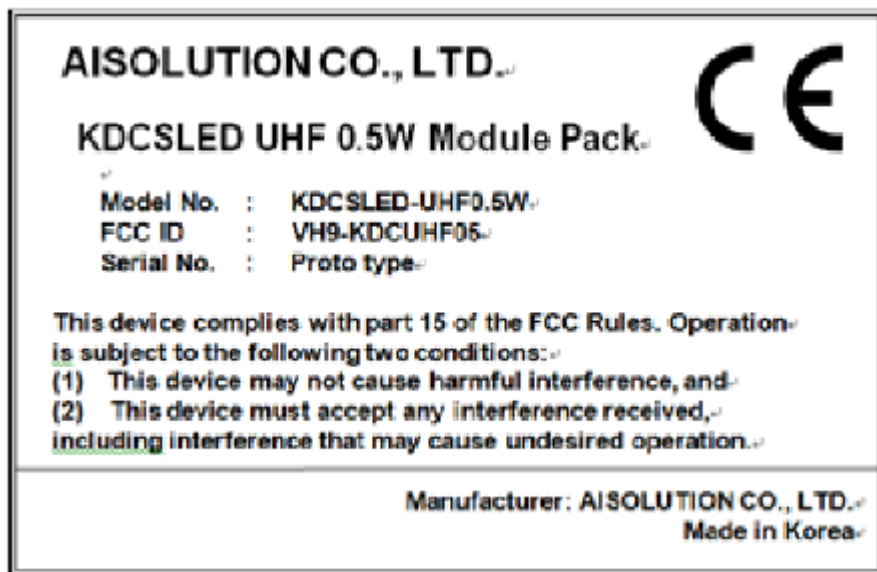 AISOLUTION CO., LTD.
CE
KDCSLED UHF 0.5W Module Pack
Model No. : KDCSLED-UHF0.5W
FCC ID : VH9-KDCUHF05
Serial No. : Proto type
This device complies with part 15 of the FCC Rules. Operation
is subject to the following two conditions:
(1) This device may not cause harmful interference, and
(2) This device must accept any interference received,
including interference that may cause undesired operation.
Manufacturer: AISOLUTION CO., LTD.
Made in Korea